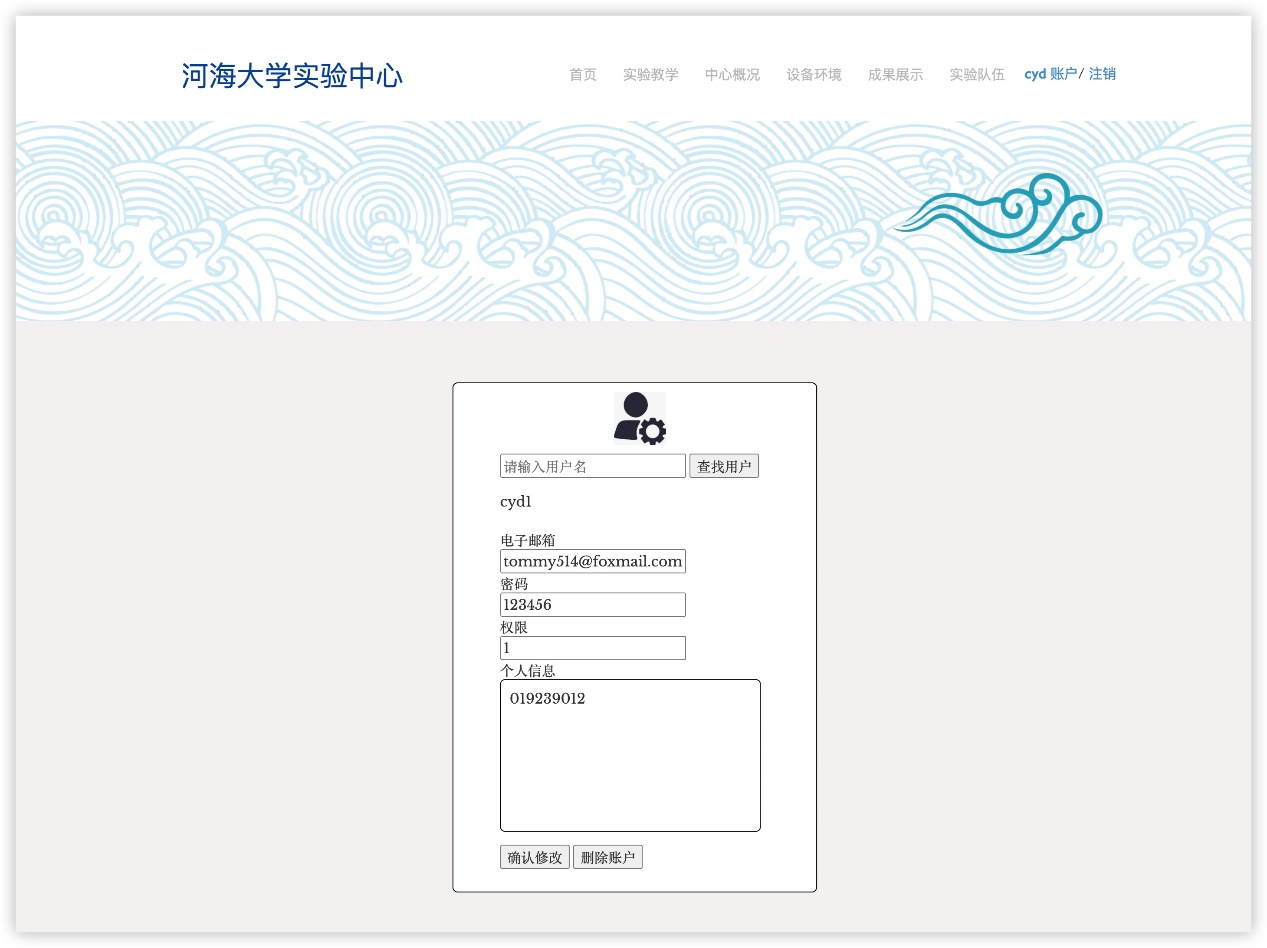 河海大学实验中心
首页 实验教学 中心概况 设备环境 成果展示 实验队伍 cyd 账户/ 注销
请输入用户名 查找用户
cyd1
电子邮箱
tommy514@foxmail.com
密码
123456
权限
1
个人信息
019239012
确认修改 删除账户